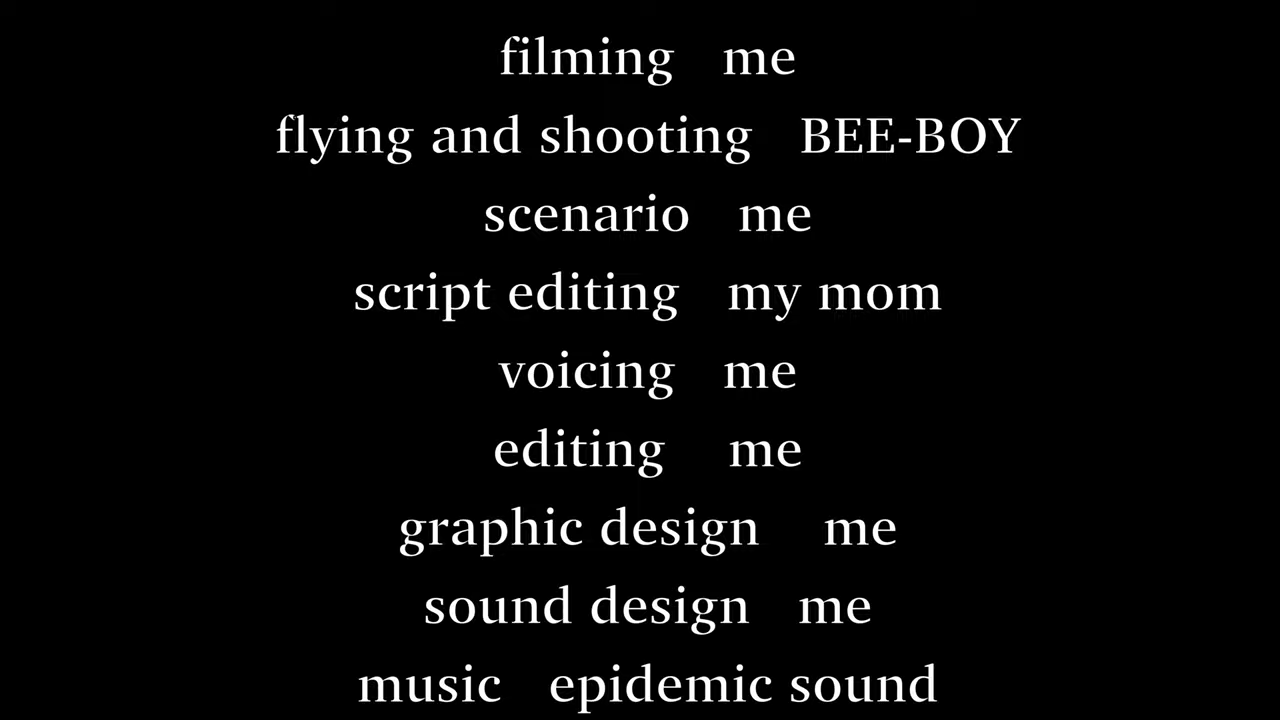 filming me
flying and shooting BEE-BOY
scenario me
script editing my mom
voicing me
editing me
graphic design me
sound design me
music epidemic sound